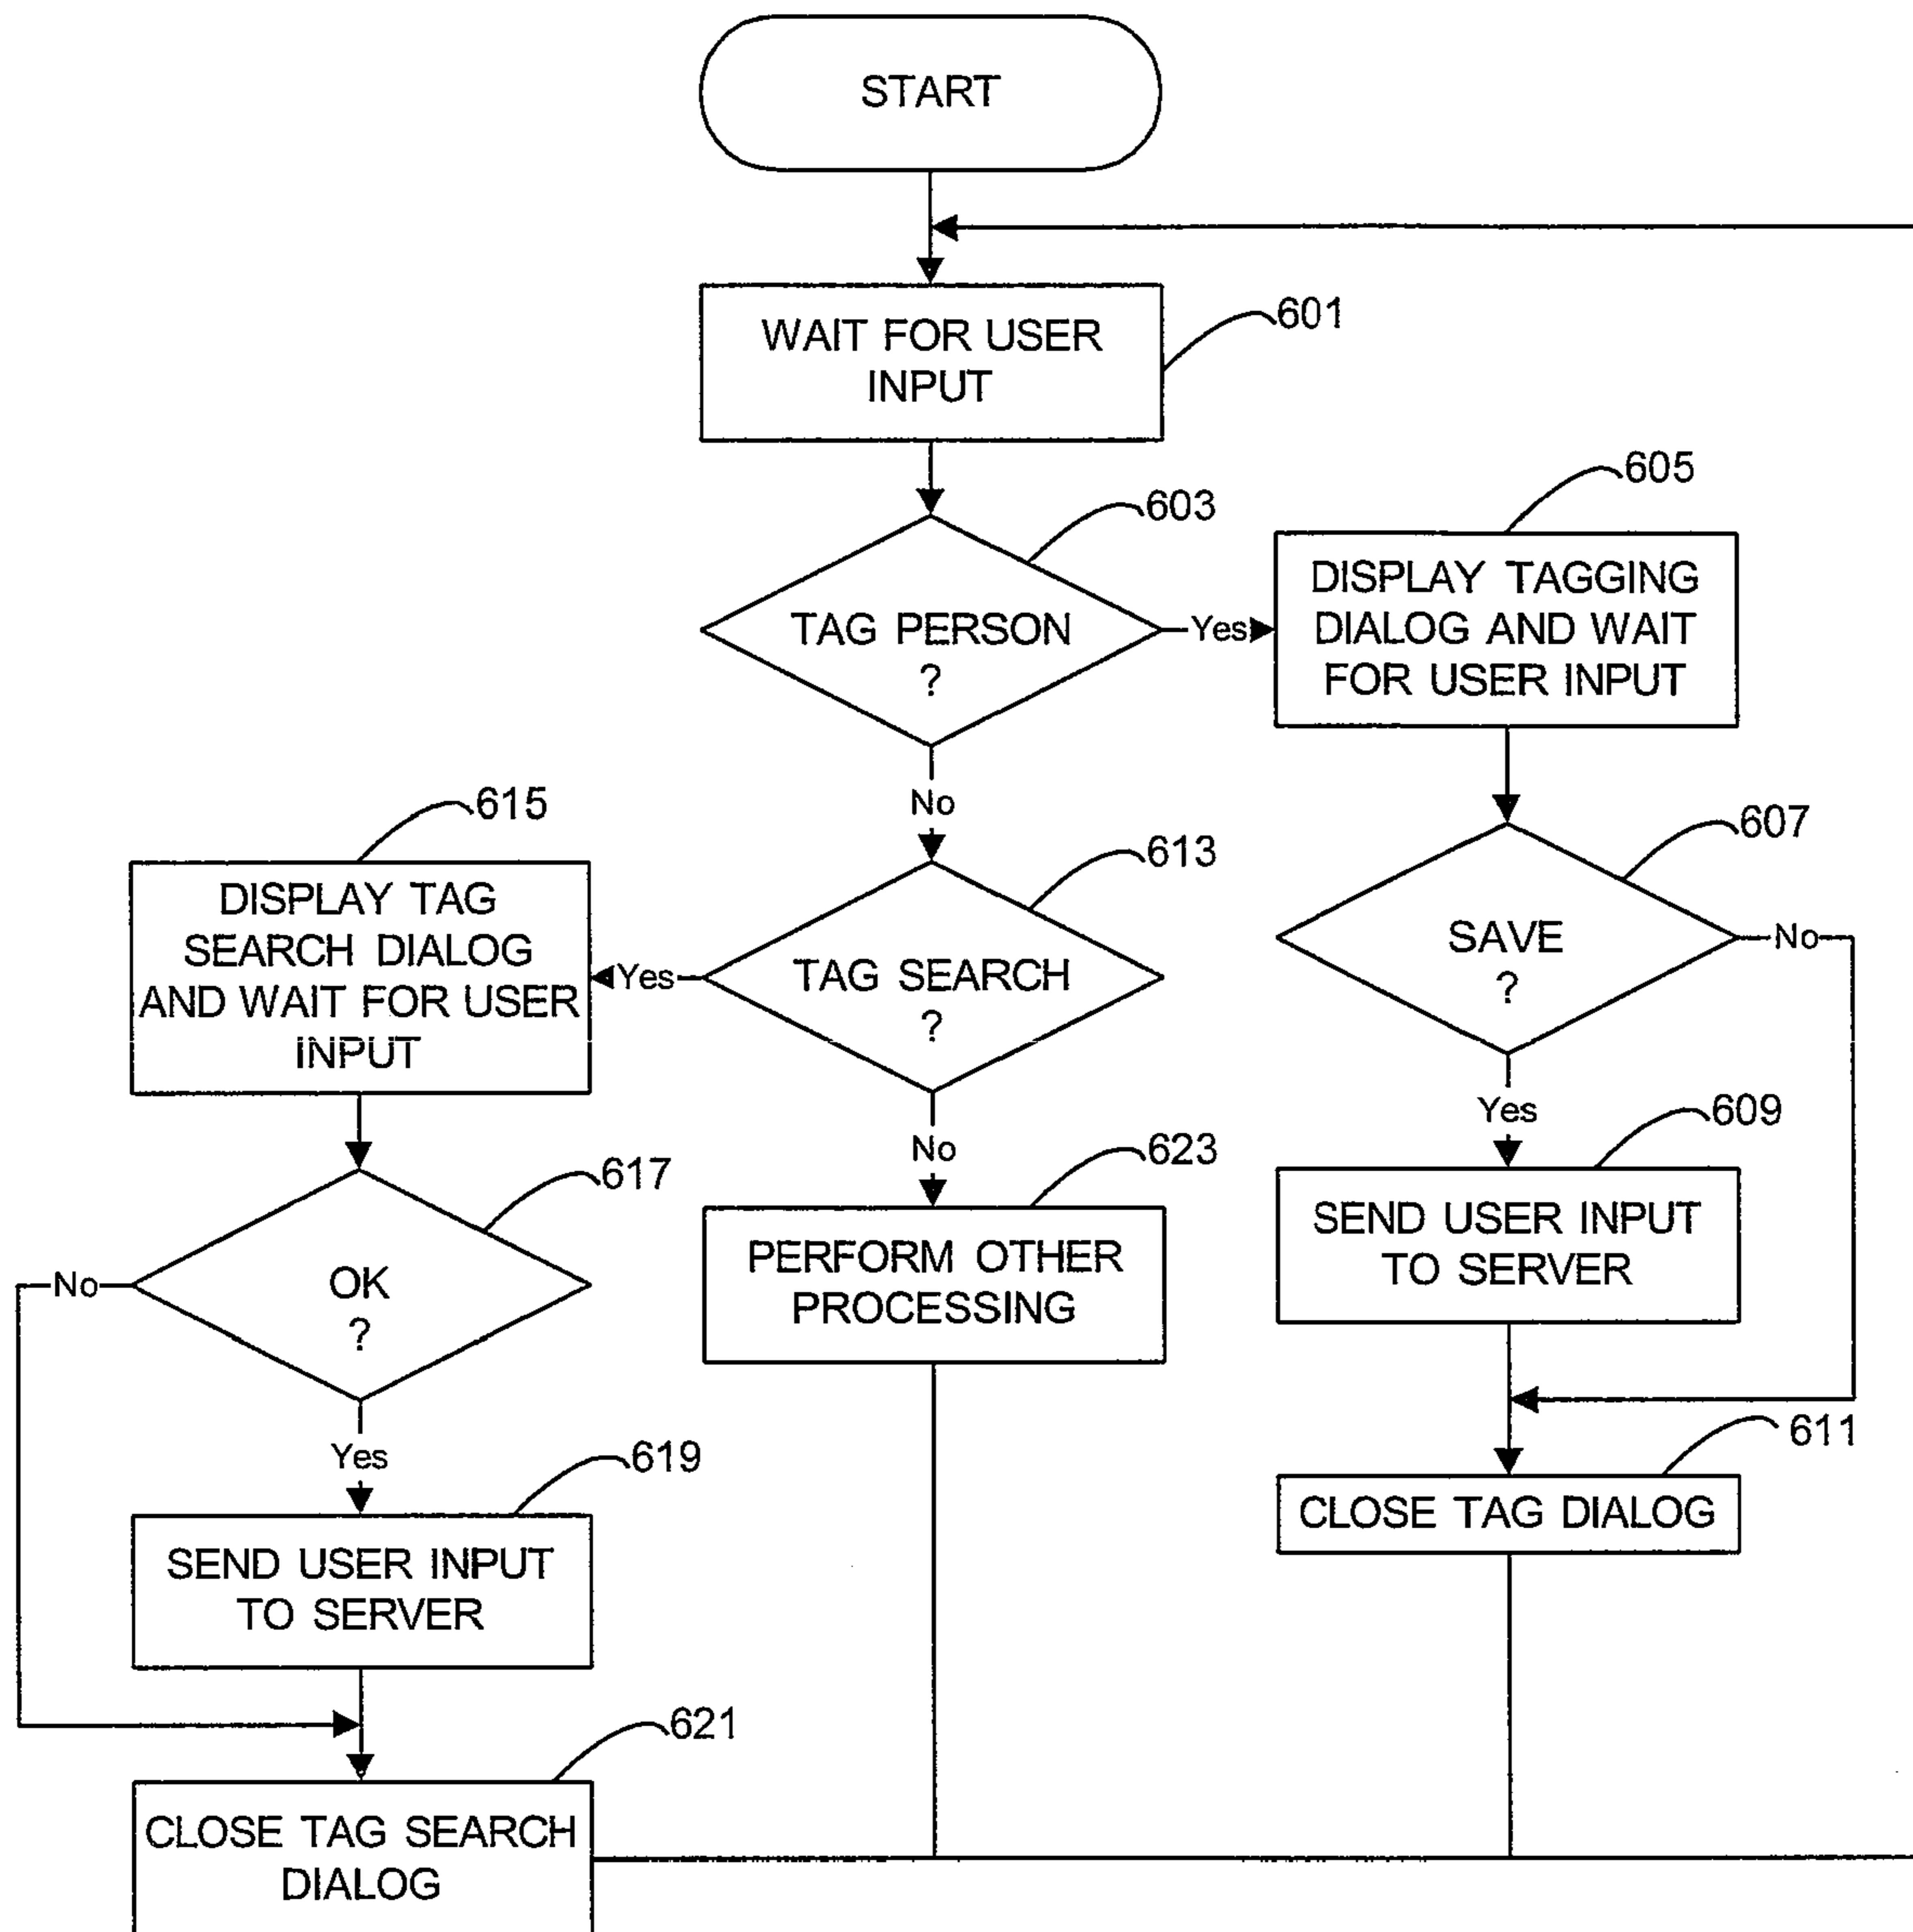 START
WAIT FOR USER
INPUT
601
603
TAG PERSON
?
Yes
No
605
DISPLAY TAGGING
DIALOG AND WAIT
FOR USER INPUT
607
SAVE
?
No
Yes
609
SEND USER INPUT
TO SERVER
611
CLOSE TAG DIALOG
613
TAG SEARCH
?
Yes
No
615
DISPLAY TAG
SEARCH DIALOG
AND WAIT FOR USER
INPUT
617
OK
?
No
Yes
619
SEND USER INPUT
TO SERVER
621
CLOSE TAG SEARCH
DIALOG
623
PERFORM OTHER
PROCESSING